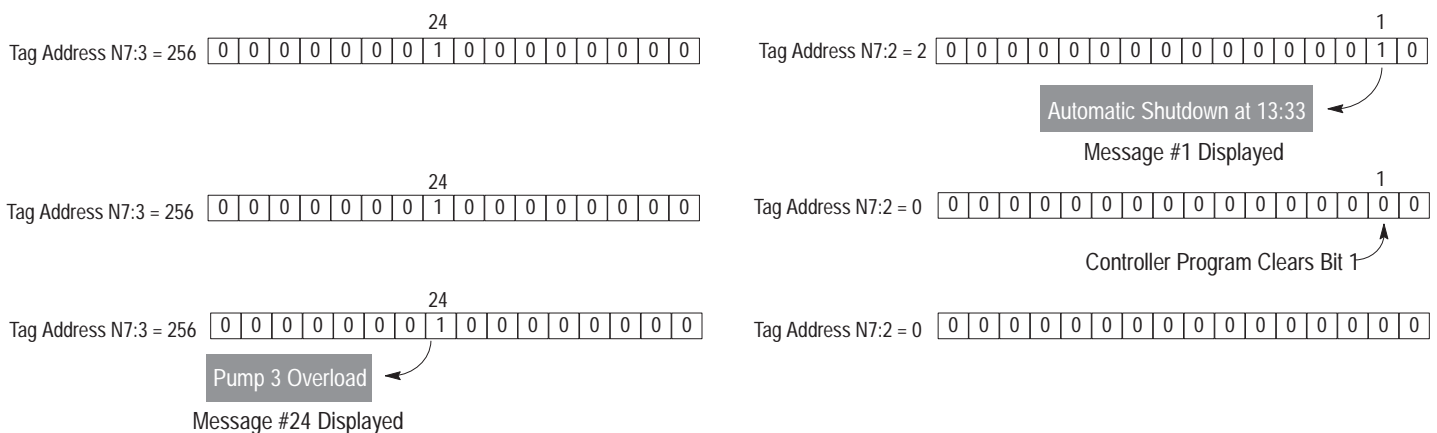 24 1
Tag Address N7:3 = 256 0 0 0 0 0 0 0 1 0 0 0 0 0 0 0 0 Tag Address N7:2 = 2 0 0 0 0 0 0 0 0 0 0 0 0 0 0 1 0
Automatic Shutdown at 13:33
Message #1 Displayed
24 1
Tag Address N7:3 = 256 0 0 0 0 0 0 0 1 0 0 0 0 0 0 0 0 Tag Address N7:2 = 0 0 0 0 0 0 0 0 0 0 0 0 0 0 0 0 0
Controller Program Clears Bit 1
24
Tag Address N7:3 = 256 0 0 0 0 0 0 0 1 0 0 0 0 0 0 0 0 Tag Address N7:2 = 0 0 0 0 0 0 0 0 0 0 0 0 0 0 0 0 0
Pump 3 Overload
Message #24 Displayed